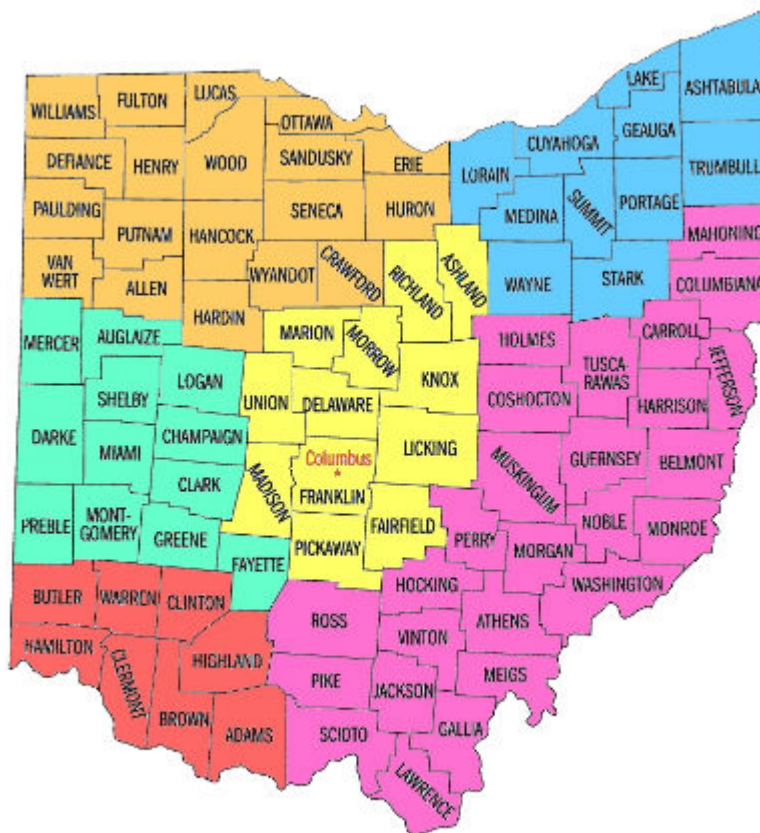 LAKE
ASHTABULA
WILLIAMS
FULTON
LUCAS
OTTAWA
CUYAHOGA
GEAUGA
DEFIANCE
HENRY
WOOD
SANDUSKY
ERIE
LORAIN
TRUMBULL
PAULDING
PUTNAM
HANCOCK
SENECA
HURON
MEDINA
SUMMIT
PORTAGE
MAHONING
VAN
WERT
ALLEN
WYANDOT
CRAWFORD
RICHLAND
ASHLAND
WAYNE
STARK
COLUMBIANA
HARDIN
MERCER
AUGLAIZE
MARION
MORROW
HOLMES
CARROLL
JEFFERSON
LOGAN
SHELBY
UNION
DELAWARE
KNOX
COSHOCTON
TUSCA-
RAWAS
HARRISON
DARKE
MIAMI
CHAMPAIGN
LICKING
CLARK
MADISON
Columbus
FRANKLIN
MUSKINGUM
GUERNSEY
BELMONT
PREBLE
MONT-
GOMERY
GREENE
FAYETTE
PICKAWAY
FAIRFIELD
PERRY
MORGAN
NOBLE
MONROE
BUTLER
WARREN
CLINTON
ROSS
HOCKING
WASHINGTON
ATHENS
HAMILTON
CLERMONT
HIGHLAND
VINTON
PIKE
JACKSON
MEIGS
BROWN
ADAMS
SCIOTO
GALLIA
LAWRENCE